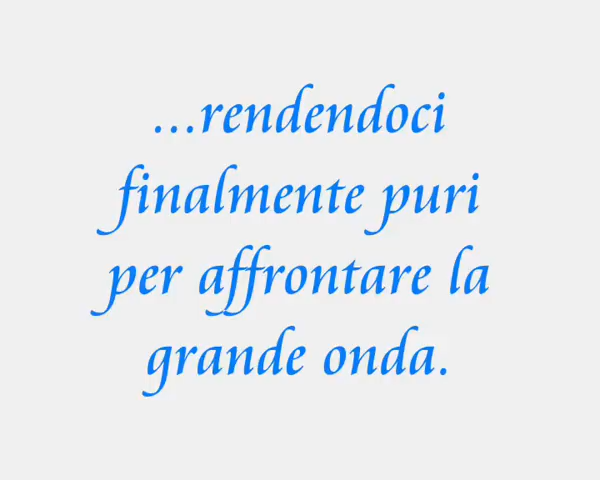 ...rendendoci
finalmente puri
per affrontare la
grande onda.